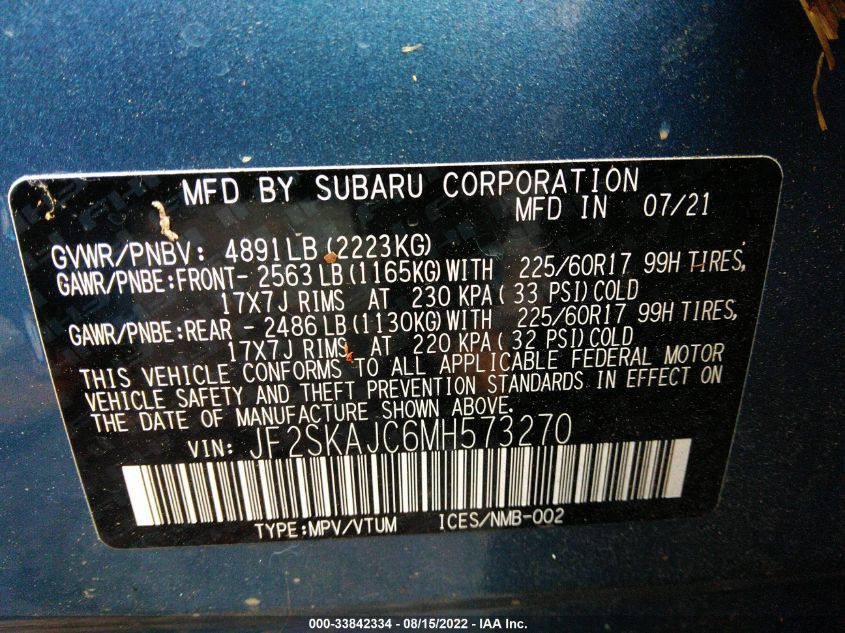 MFD BY SUBARU CORPORATION
MFD IN 07/21
GVWR/PNBV: 4891LB (2223KG)
GAWR/PNBE:FRONT- 2563 LB (1165KG) WITH 225/60R17 99H TIRES,
17X7J RIMS AT 230 KPA ( 33 PSI) COLD
GAWR/PNBE:REAR - 2486 LB (1130KG) WITH 225/60R17 99H TIRES,
17X7J RIMS AT 220 KPA ( 32 PSI) COLD
THIS VEHICLE CONFORMS TO ALL APPLICABLE FEDERAL MOTOR
VEHICLE SAFETY AND THEFT PREVENTION STANDARDS IN EFFECT ON
THE DATE OF MANUFACTURE SHOWN ABOVE.
VIN: JF2SKAJC6MH573270
TYPE:MPV/VTUM ICES/NMB-002
000-33842334 - 08/15/2022 - IAA Inc.